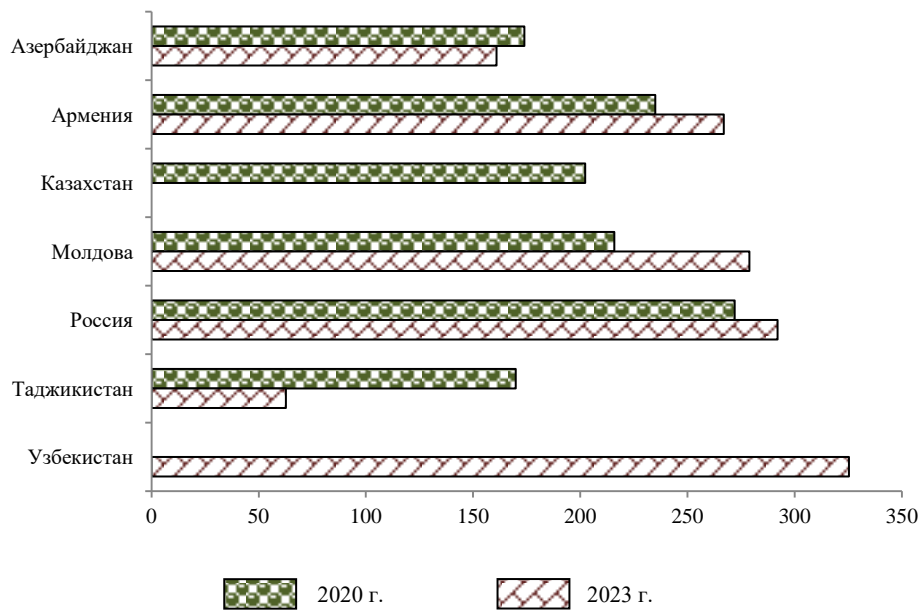 Азербайджан
Армения
Казахстан
Молдова
Россия
Таджикистан
Узбекистан
0 50 100 150 200 250 300 350
2020 г. 2023 г.